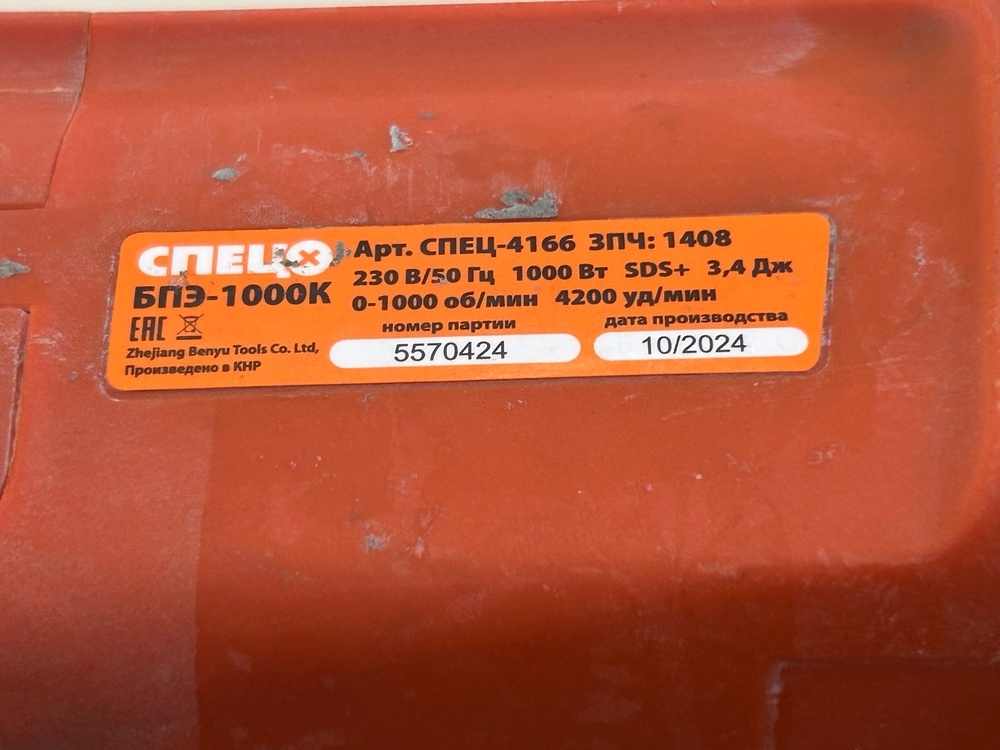 СПЕЦ
Арт. СПЕЦ-4166 ЗПЧ: 1408
БПЭ-1000К
230 В/50 Гц 1000 Вт SDS+ 3,4 Дж
0-1000 об/мин 4200 уд/мин
EAC
номер партии дата производства
5570424 10/2024
Zhejiang Benyu Tools Co. Ltd,
Произведено в КНР